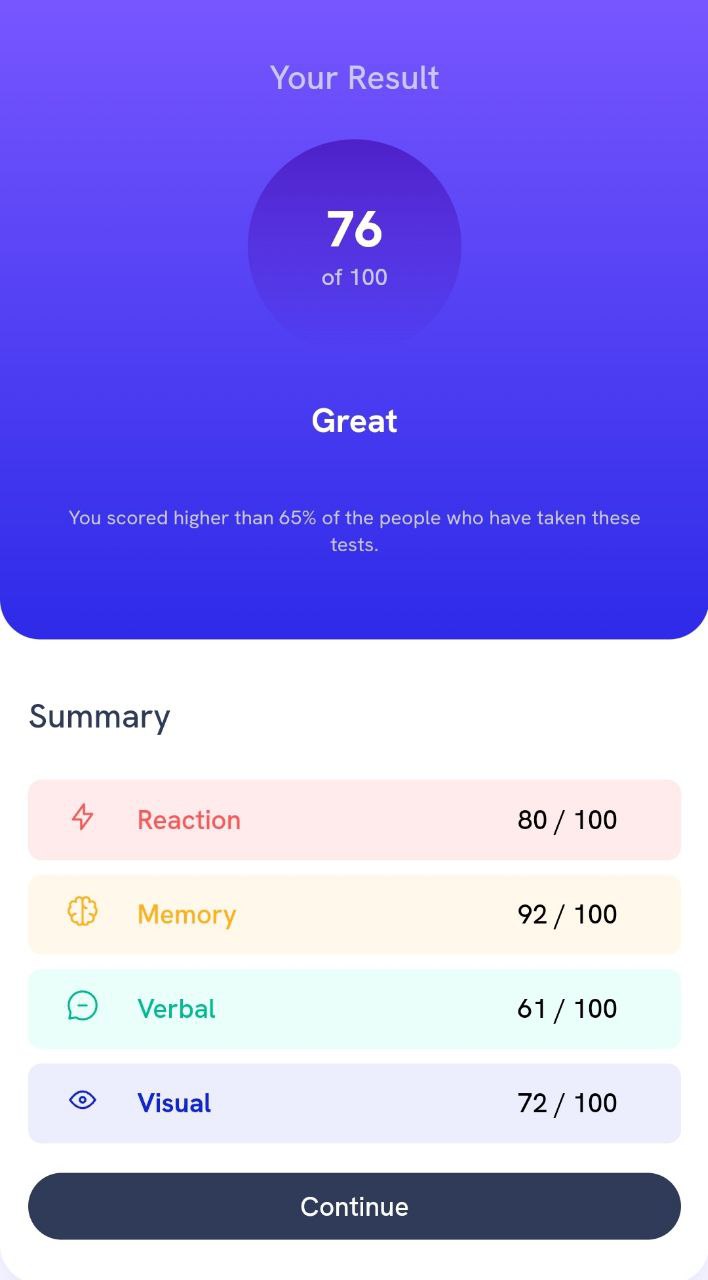 Your Result
76
of 100
Great
You scored higher than 65% of the people who have taken these
tests.
Summary
Reaction 80 / 100
Memory 92 / 100
Verbal 61 / 100
Visual 72 / 100
Continue